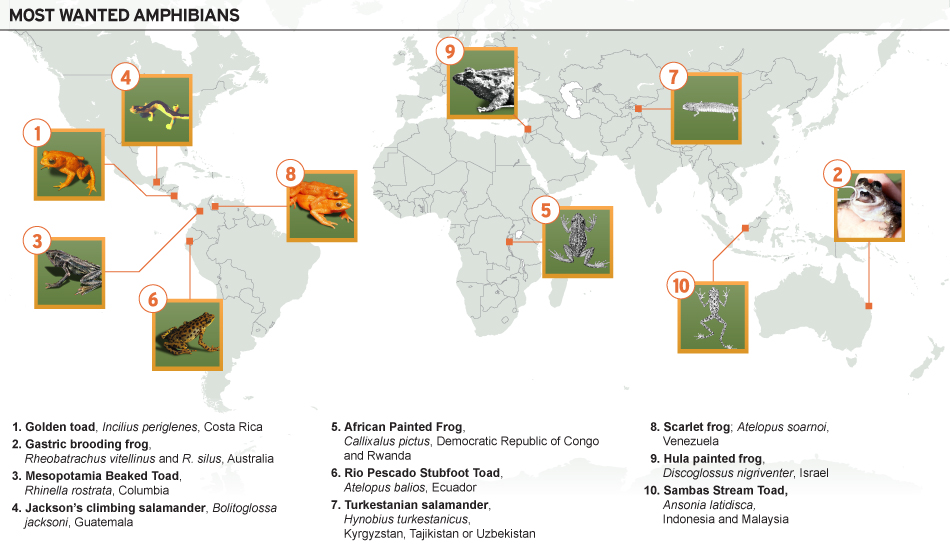 MOST WANTED AMPHIBIANS
9
4
7
1
8
2
5
3
10
6
1. Golden toad, Incilius periglenes, Costa Rica
2. Gastric brooding frog,
Rheobatrachus vitellinus and R. silus, Australia
3. Mesopotamia Beaked Toad,
Rhinella rostrata, Columbia
4. Jackson's climbing salamander, Bolitoglossa
jacksoni, Guatemala
5. African Painted Frog,
Callixalus pictus, Democratic Republic of Congo
and Rwanda
6. Rio Pescado Stubfoot Toad,
Atelopus balios, Ecuador
7. Turkestanian salamander,
Hynobius turkestanicus,
Kyrgyzstan, Tajikistan or Uzbekistan
8. Scarlet frog; Atelopus soarnoi,
Venezuela
9. Hula painted frog,
Discoglossus nigriventer, Israel
10. Sambas Stream Toad,
Ansonia latidisca,
Indonesia and Malaysia